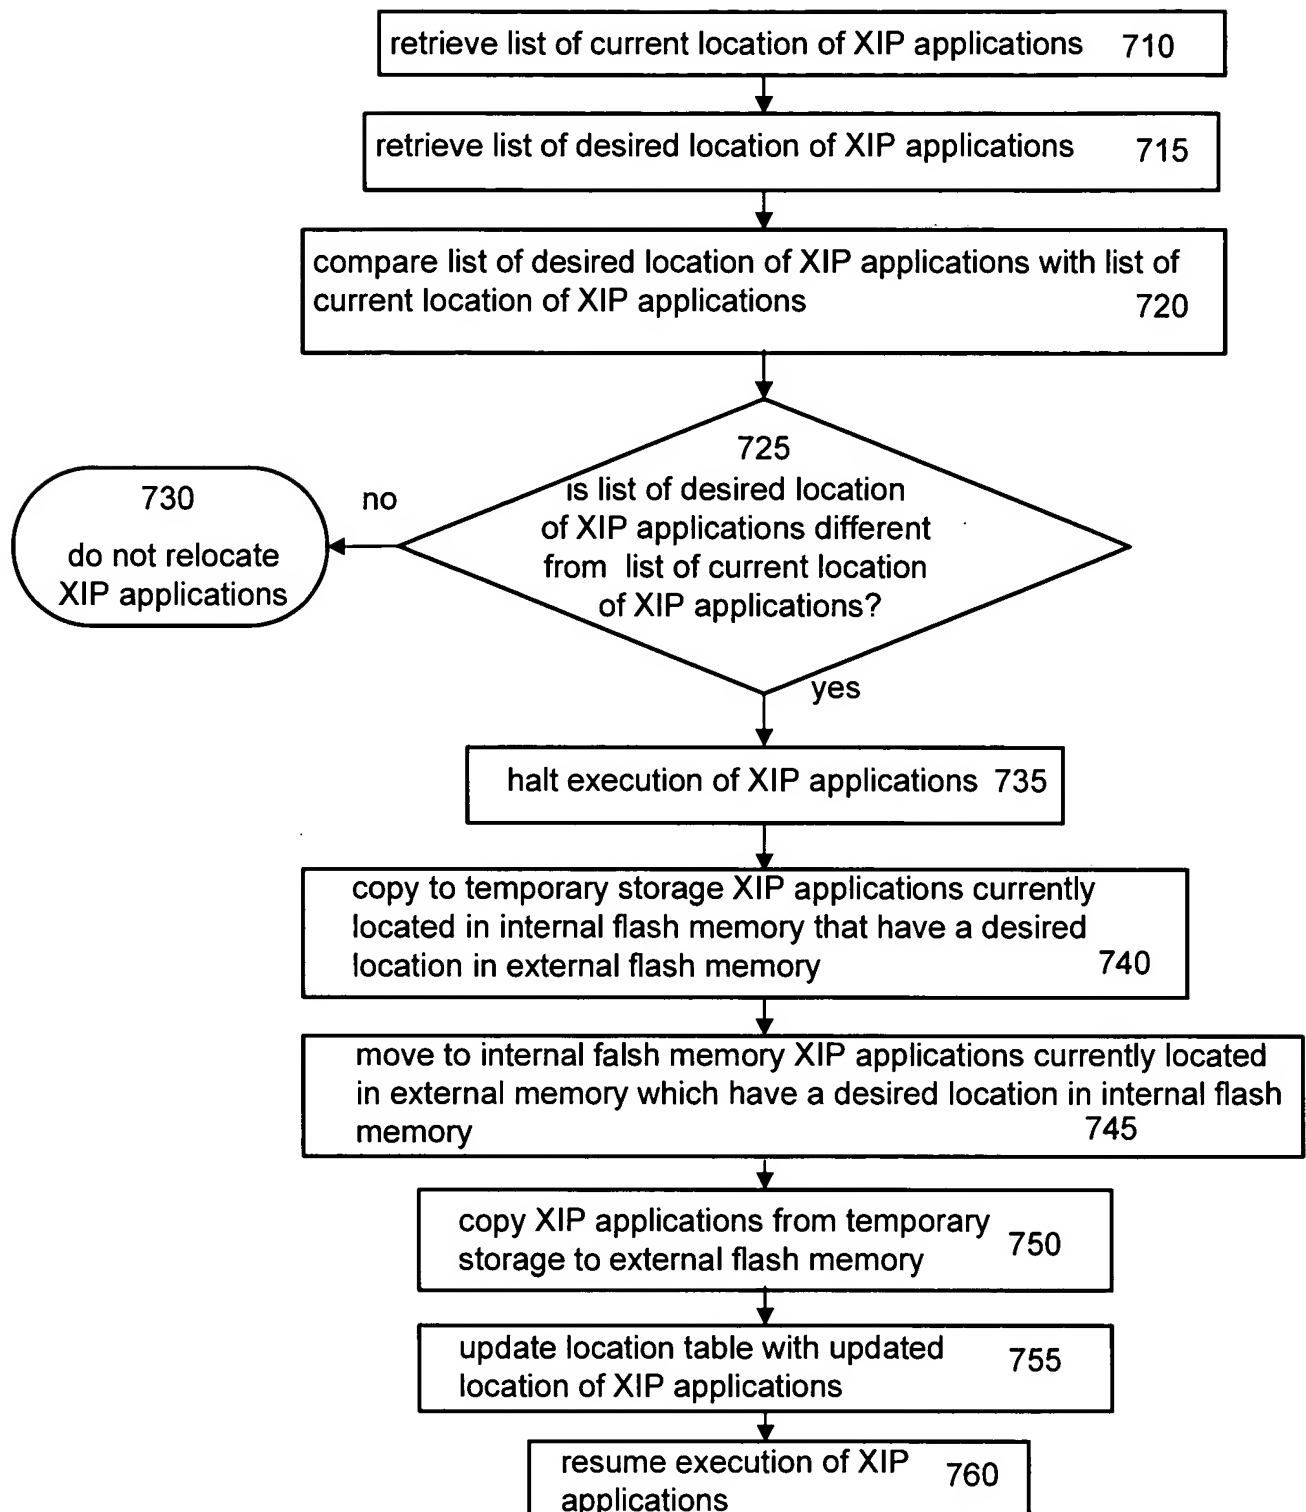 retrieve list of current location of XIP applications 710
retrieve list of desired location of XIP applications 715
compare list of desired location of XIP applications with list of
current location of XIP applications 720
725
is list of desired location
of XIP applications different
from list of current location
of XIP applications?
no
730
do not relocate
XIP applications
yes
halt execution of XIP applications 735
copy to temporary storage XIP applications currently
located in internal flash memory that have a desired
location in external flash memory 740
move to internal falsh memory XIP applications currently located
in external memory which have a desired location in internal flash
memory 745
copy XIP applications from temporary
storage to external flash memory 750
update location table with updated 755
location of XIP applications
resume execution of XIP 760
applications